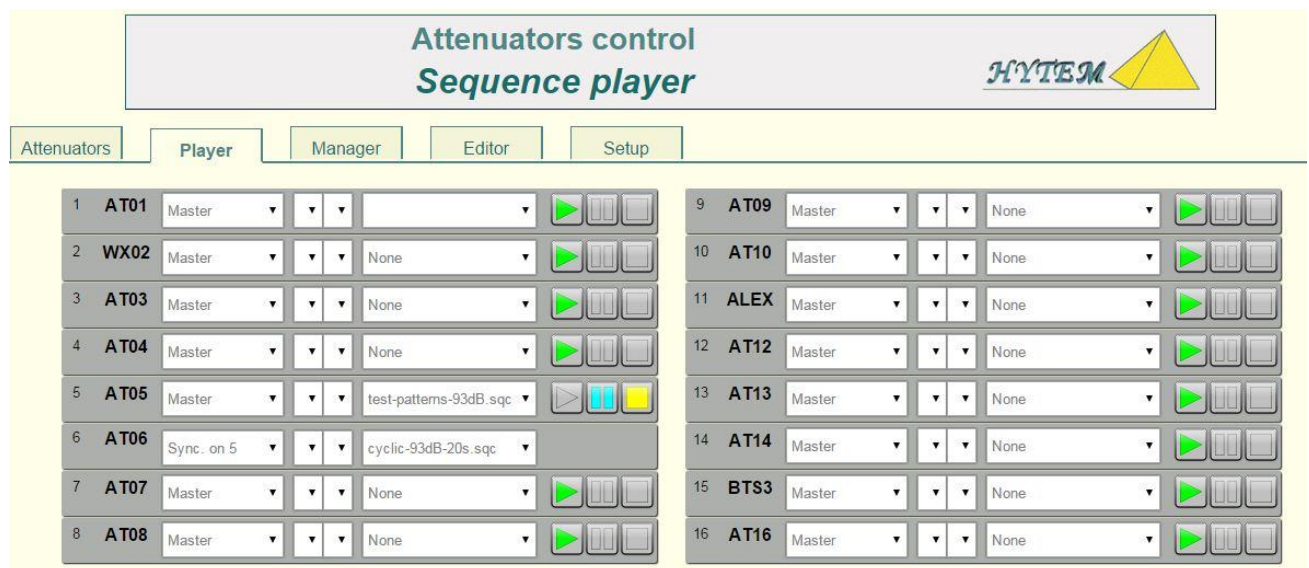 Attenuators control
Sequence player
HYTEM
Attenuators Player Manager Editor Setup
1 AT01 Master
2 WX02 Master None
3 AT03 Master None
4 AT04 Master None
5 AT05 Master test-patterns-93dB.sqc
6 AT06 Sync. on 5 cyclic-93dB-20s.sqc
7 AT07 Master None
8 AT08 Master None
9 AT09 Master None
10 AT10 Master None
11 ALEX Master None
12 AT12 Master None
13 AT13 Master None
14 AT14 Master None
15 BTS3 Master None
16 AT16 Master None